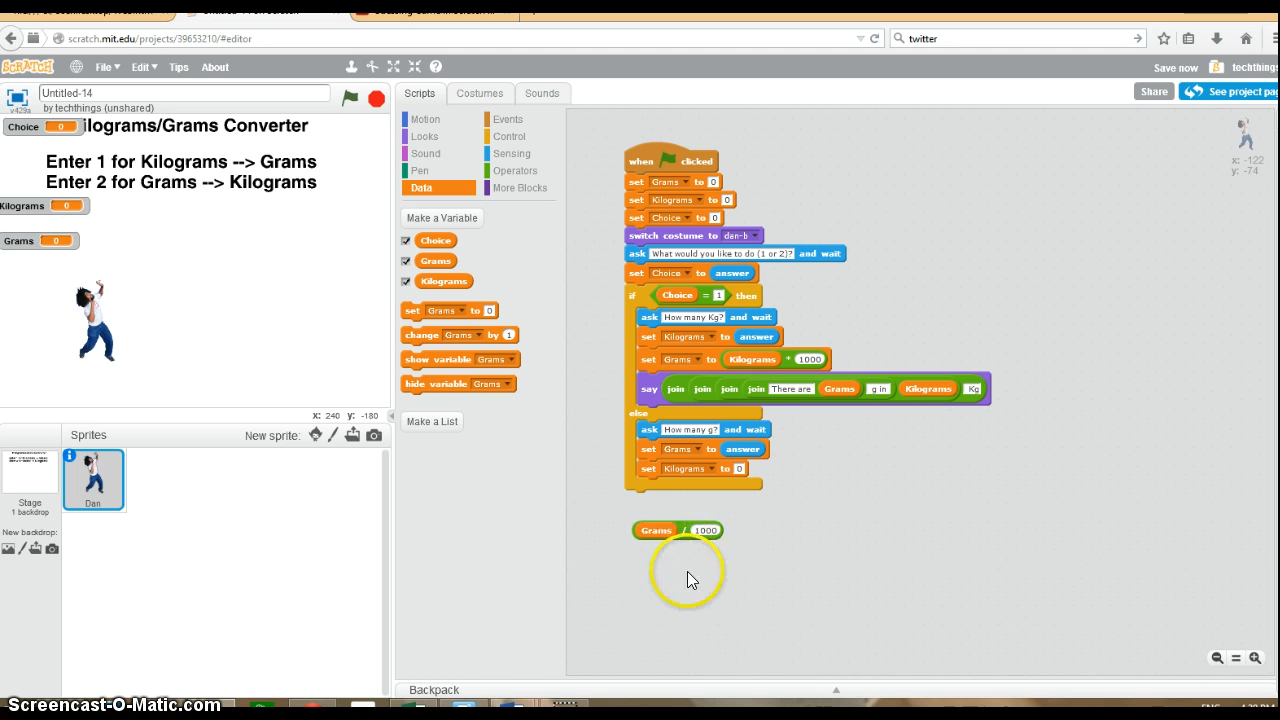 scratch.mit.edu/projects/39653210/#editor
twitter
SCRATCH
File Edit Tips About
Save now techthings
Untitled-14
by techthings (unshared)
v429a
Scripts Costumes Sounds
Share See project pag
Choice 0 ilograms/Grams Converter
Enter 1 for Kilograms --> Grams
Enter 2 for Grams --> Kilograms
Kilograms 0
Grams 0
x: 240 y: -180
Motion Events
Looks Control
Sound Sensing
Pen Operators
Data More Blocks
Make a Variable
Choice
Grams
Kilograms
set Grams to 0
change Grams by 1
show variable Grams
hide variable Grams
Make a List
when clicked
set Grams to 0
set Kilograms to 0
set Choice to 0
switch costume to dan-b
ask What would you like to do (1 or 2)? and wait
set Choice to answer
if Choice = 1 then
ask How many Kg? and wait
set Kilograms to answer
set Grams to Kilograms * 1000
say join join join join There are Grams g in Kilograms Kg
else
ask How many g? and wait
set Grams to answer
set Kilograms to 0
Grams / 1000
x: -122
y: -74
Sprites New sprite:
Stage
1 backdrop
New backdrop:
Dan
Backpack
Screencast-O-Matic.com